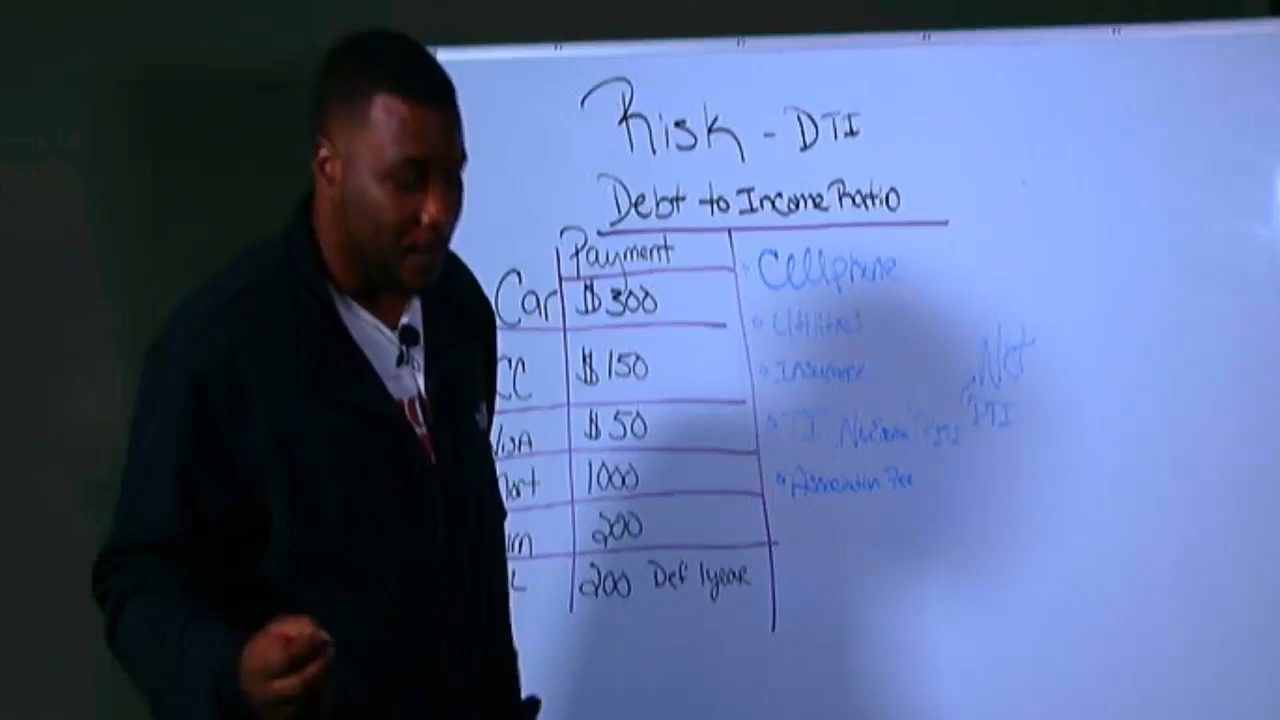 Risk - DTI
Debt to Income Ratio
Payment
Car $300
CC $150
$50
1000
200
200 Def 1year
Cellphone
Utilities
Insurance
Not
DTI
Association Fee